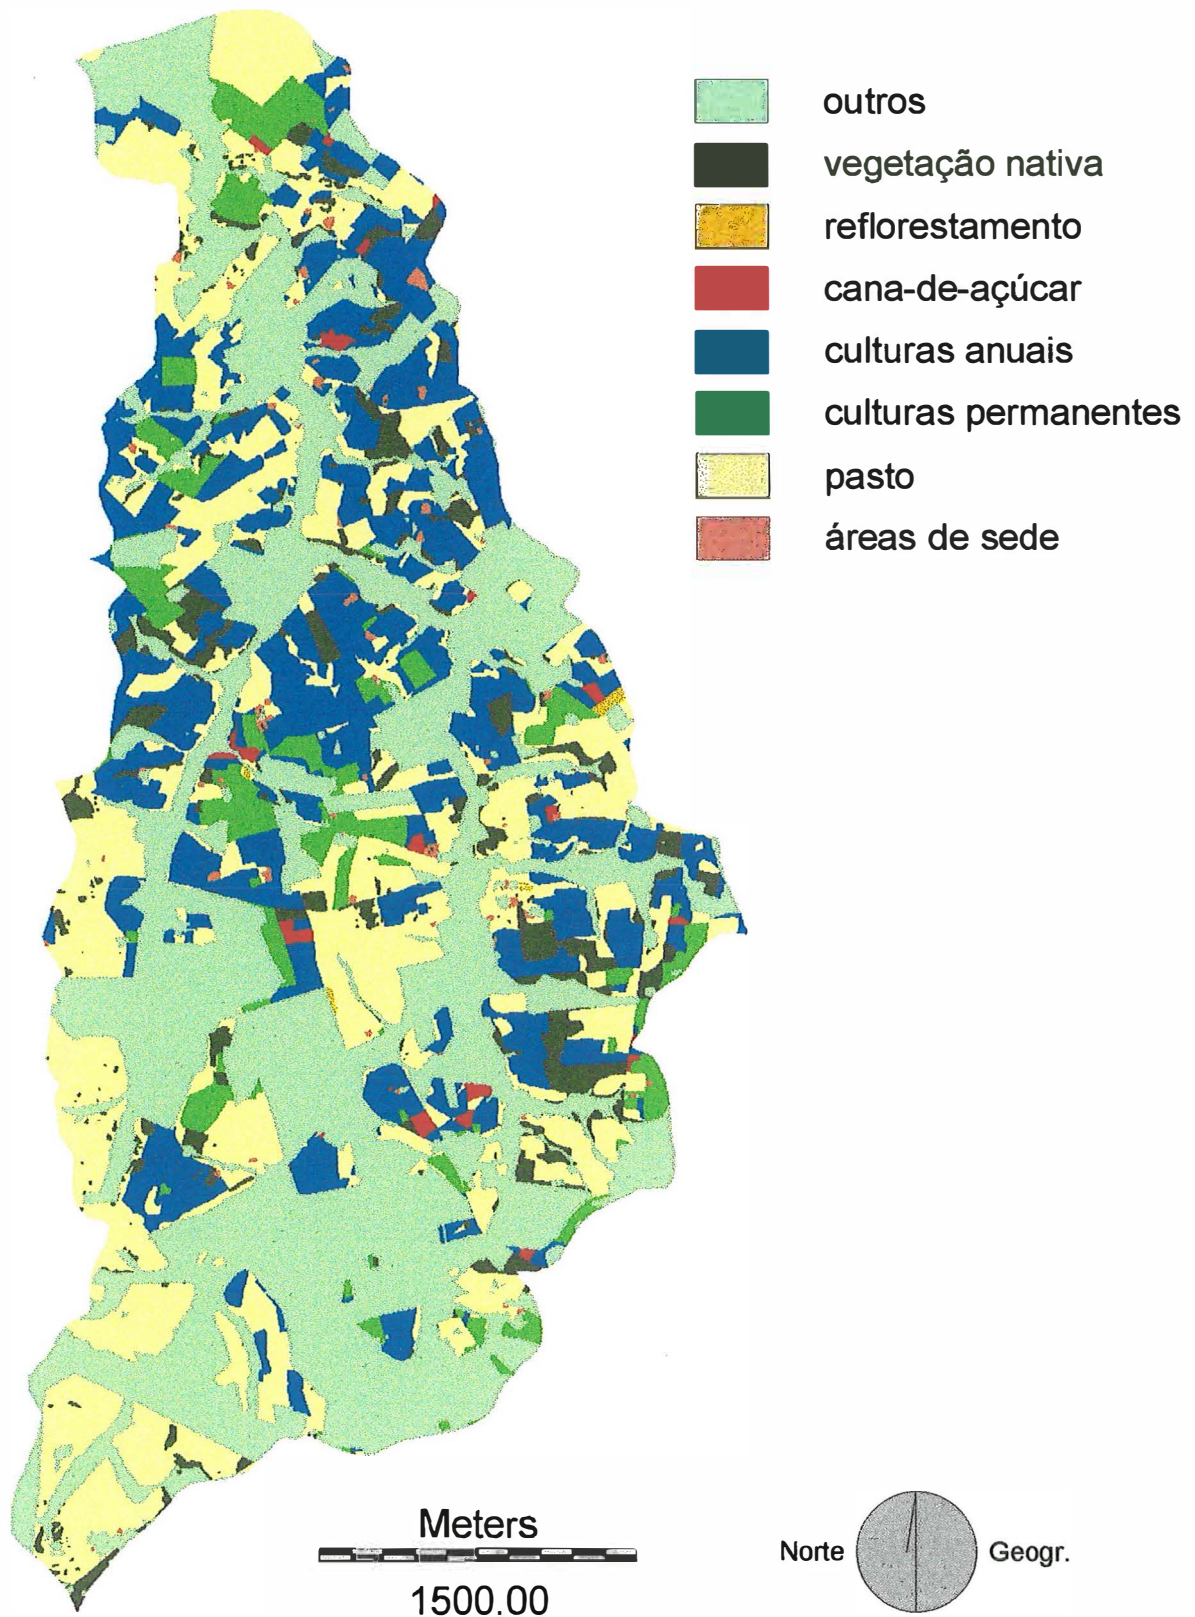 outros
vegetação nativa
reflorestamento
cana-de-açúcar
culturas anuais
culturas permanentes
pasto
áreas de sede
Meters
1500.00
Norte
Geogr.